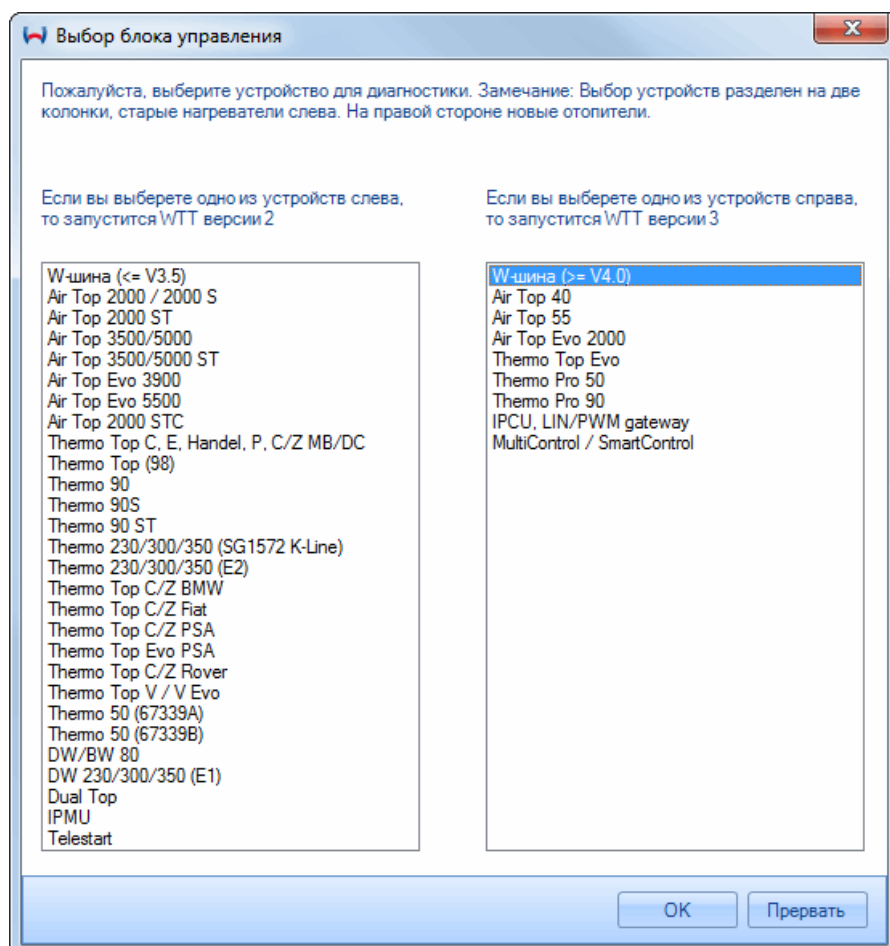 Выбор блока управления
Пожалуйста, выберите устройство для диагностики. Замечание: Выбор устройств разделен на две
колонки, старые нагреватели слева. На правой стороне новые отопители.
Если вы выберете одно из устройств слева,
то запустится WTT версии 2
W-шина (<= V3.5)
Air Top 2000 / 2000 S
Air Top 2000 ST
Air Top 3500/5000
Air Top 3500/5000 ST
Air Top Evo 3900
Air Top Evo 5500
Air Top 2000 STC
Thermo Top C, E, Handel, P, C/Z MB/DC
Thermo Top (98)
Thermo 90
Thermo 90S
Thermo 90 ST
Thermo 230/300/350 (SG1572 K-Line)
Thermo 230/300/350 (E2)
Thermo Top C/Z BMW
Thermo Top C/Z Fiat
Thermo Top C/Z PSA
Thermo Top Evo PSA
Thermo Top C/Z Rover
Thermo Top V / V Evo
Thermo 50 (67339A)
Thermo 50 (67339B)
DW/BW 80
DW 230/300/350 (E1)
Dual Top
IPMU
Telestart
Если вы выберете одно из устройств справа,
то запустится WTT версии 3
W-шина (>= V4.0)
Air Top 40
Air Top 55
Air Top Evo 2000
Thermo Top Evo
Thermo Pro 50
Thermo Pro 90
IPCU, LIN/PWM gateway
MultiControl / SmartControl
OK
Прервать